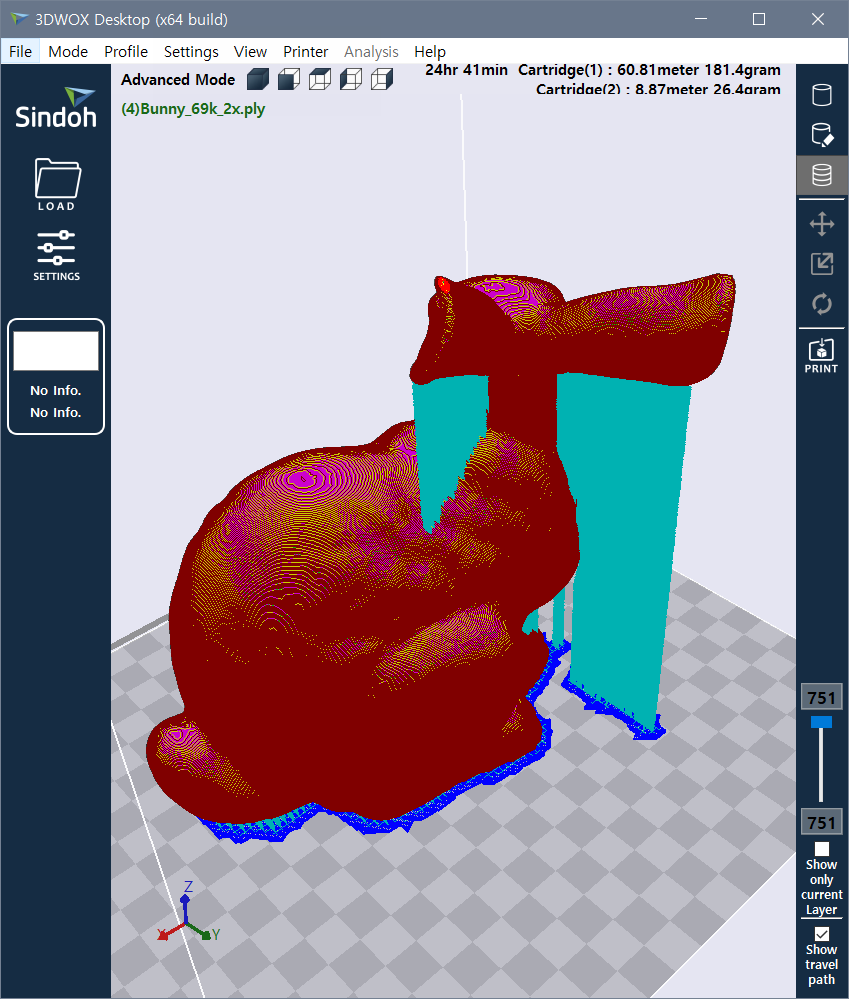 3DWOX Desktop (x64 build)
File Mode Profile Settings View Printer Analysis Help
Advanced Mode
24hr 41min Cartridge(1) : 60.81meter 181.4gram
Cartridge(2) : 8.87meter 26.4gram
(4)Bunny_69k_2x.ply
Sindoh
LOAD
SETTINGS
No Info.
No Info.
PRINT
751
751
Show
only
current
Layer
Show
travel
path
Z
X
Y